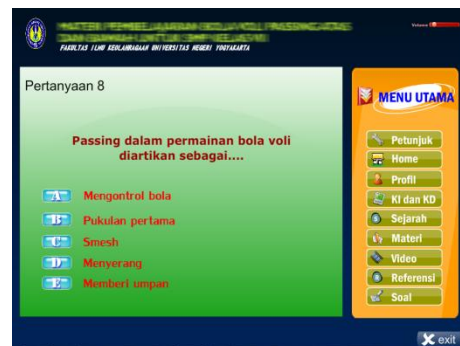 FAKULTAS ILMU KEOLAHRAGAAN UNIVERSITAS NEGERI YOGYAKARTA
Pertanyaan 8
Passing dalam permainan bola voli
diartikan sebagai....
A Mengontrol bola
B Pukulan pertama
C Smesh
D Menyerang
E Memberi umpan
MENU UTAMA
Petunjuk
Home
Profil
KI dan KD
Sejarah
Materi
Video
Referensi
Soal
exit